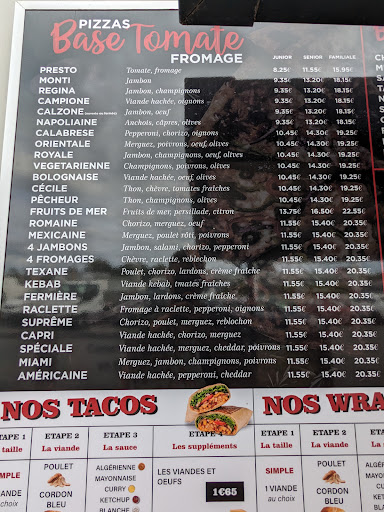 PIZZAS
Base Tomate
FROMAGE
JUNIOR SENIOR FAMILIALE
PRESTO Tomate, fromage 8.25€ 11.55€ 15.95€
MONTI Jambon 9.35€ 13.20€ 18.15€
REGINA Jambon, champignons 9.35€ 13.20€ 18.15€
CAMPIONE Viande hachée, oignons 9.35€ 13.20€ 18.15€
CALZONE Jambon, oeuf 9.35€ 13.20€ 18.15€
NAPOLIAINE Anchois, câpres, olives 9.35€ 13.20€ 18.15€
CALABRESE Pepperoni, chorizo, oignons 10.45€ 14.30€ 19.25€
ORIENTALE Merguez, poivrons, oeuf, olives 10.45€ 14.30€ 19.25€
ROYALE Jambon, champignons, oeuf, olives 10.45€ 14.30€ 19.25€
VEGETARIENNE Champignons, poivrons, olives 10.45€ 14.30€ 19.25€
BOLOGNAISE Viande hachée, oeuf, olives 10.45€ 14.30€ 19.25€
CÉCILE Thon, chèvre, tomates fraîches 10.45€ 14.30€ 19.25€
PÊCHEUR Thon, champignons, olives 10.45€ 14.30€ 19.25€
FRUITS DE MER Fruits de mer, persillade, citron 13.75€ 16.50€ 22.55€
ROMAINE Chorizo, merguez, oeuf 11.55€ 15.40€ 20.35€
MEXICAINE Merguez, poulet rôti, poivrons 11.55€ 15.40€ 20.35€
4 JAMBONS Jambon, salami, chorizo, pepperoni 11.55€ 15.40€ 20.35€
4 FROMAGES Chèvre, raclette, reblechon 11.55€ 15.40€ 20.35€
TEXANE Poulet, chorizo, lardons, crème fraîche 11.55€ 15.40€ 20.35€
KEBAB Viande kebab, tmates fraîches 11.55€ 15.40€ 20.35€
FERMIÈRE Jambon, lardons, crème fraîche 11.55€ 15.40€ 20.35€
RACLETTE Fromage à raclette, pepperoni, oignons 11.55€ 15.40€ 20.35€
SUPRÊME Chorizo, poulet, merguez, reblochon 11.55€ 15.40€ 20.35€
CAPRI Viande hachée, chorizo, merguez 11.55€ 15.40€ 20.35€
SPÉCIALE Viande hachée, merguez, cheddar, poivrons 11.55€ 15.40€ 20.35€
MIAMI Merguez, jambon, champignons, poivrons 11.55€ 15.40€ 20.35€
AMÉRICAINE Viande hachée, pepperoni, cheddar 11.55€ 15.40€ 20.35€
NOS TACOS
ETAPE 1 ETAPE 2 ETAPE 3 ETAPE 4
taille La viande La sauce Les suppléments
SIMPLE
VIANDE
choix
POULET
CORDON
BLEU
ALGÉRIENNE
MAYONNAISE
CURRY
KETCHUP
BLANCHE
LES VIANDES ET
OEUFS
1€65
NOS WRA
ETAPE 1 ETAPE 2
La taille La viande
SIMPLE
1 VIANDE
au choix
POULET
CORDON
BLEU